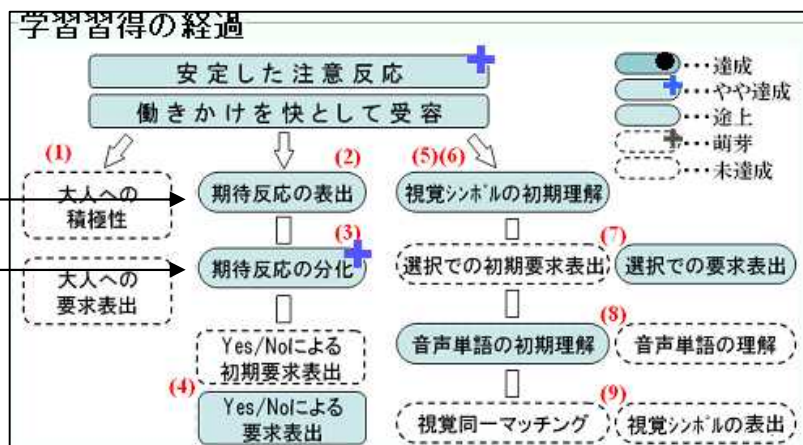 学習習得の経過
安定した注意反応
働きかけを快として受容
・・・達成
・・・やや達成
・・・途上
・・・萌芽
・・・未達成
(1)
(2)
(5)(6)
大人への
積極性
期待反応の表出
視覚シンボルの初期理解
(3)
(7)
大人への
要求表出
期待反応の分化
選択での初期要求表出
選択での要求表出
(8)
Yes/Noによる
初期要求表出
音声単語の初期理解
音声単語の理解
(4)
(9)
Yes/Noによる
要求表出
視覚同一マッチング
視覚シンボルの表出